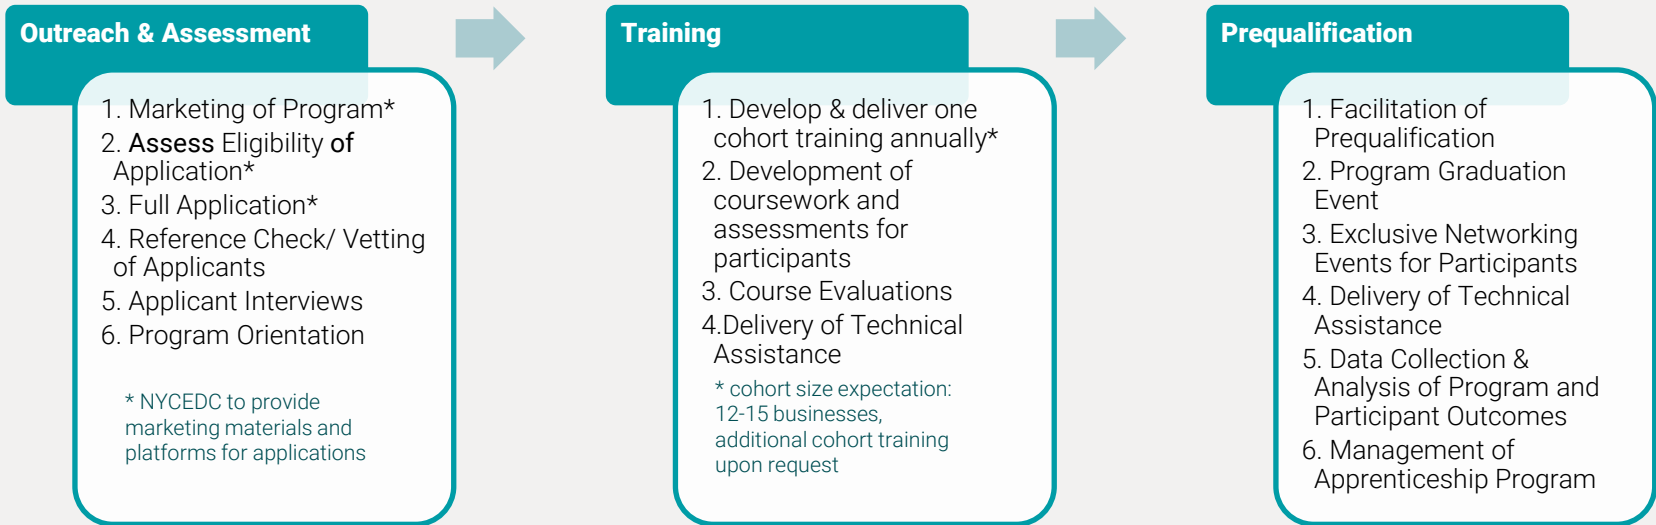 Outreach & Assessment
1. Marketing of Program*
2. Assess Eligibility of
Application*
3. Full Application*
4. Reference Check/ Vetting
of Applicants
5. Applicant Interviews
6. Program Orientation
* NYCEDC to provide
marketing materials and
platforms for applications
Training
1. Develop & deliver one
cohort training annually*
2. Development of
coursework and
assessments for
participants
3. Course Evaluations
4.Delivery of Technical
Assistance
* cohort size expectation:
12-15 businesses,
additional cohort training
upon request
Prequalification
1. Facilitation of
Prequalification
2. Program Graduation
Event
3. Exclusive Networking
Events for Participants
4. Delivery of Technical
Assistance
5. Data Collection &
Analysis of Program and
Participant Outcomes
6. Management of
Apprenticeship Program